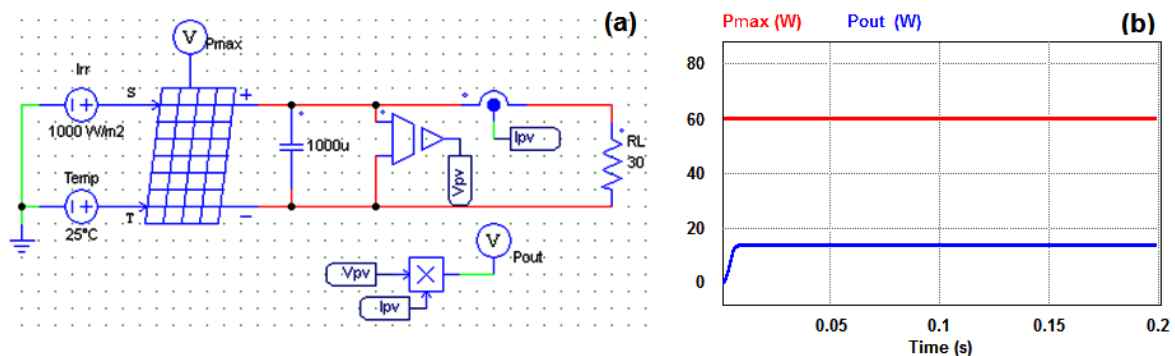 (a)
V
Pmax
Irr
S
+
1000 W/m2
1000u
Ipv
RL
30
Vpv
Temp
T
−
25°C
V
Pout
Vpv
Ipv
Pmax (W) Pout (W) (b)
80
60
40
20
0
0.05 0.1 0.15 0.2
Time (s)